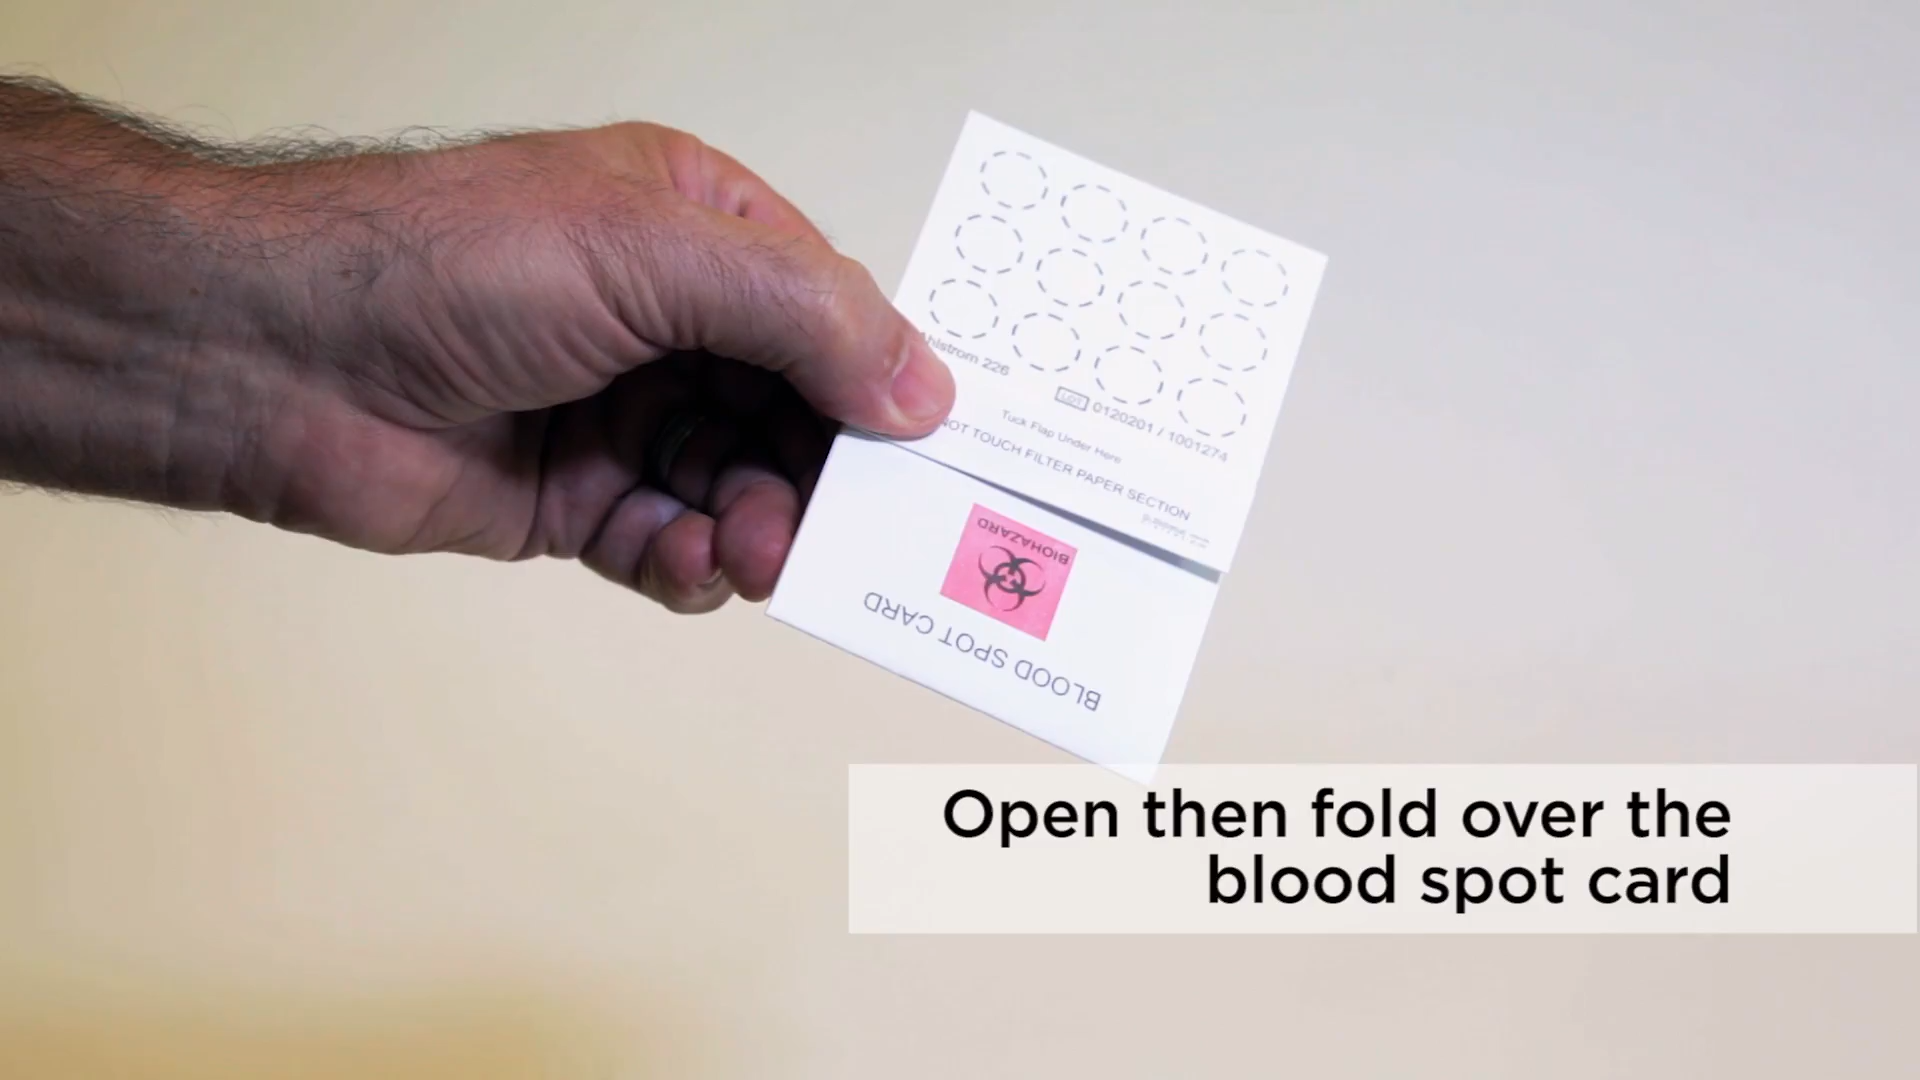 Ahlstrom 226
LOT 0120201 / 1001274
Tuck Flap Under Here
NOT TOUCH FILTER PAPER SECTION
BIOHAZARD
BLOOD SPOT CARD
Open then fold over the
blood spot card